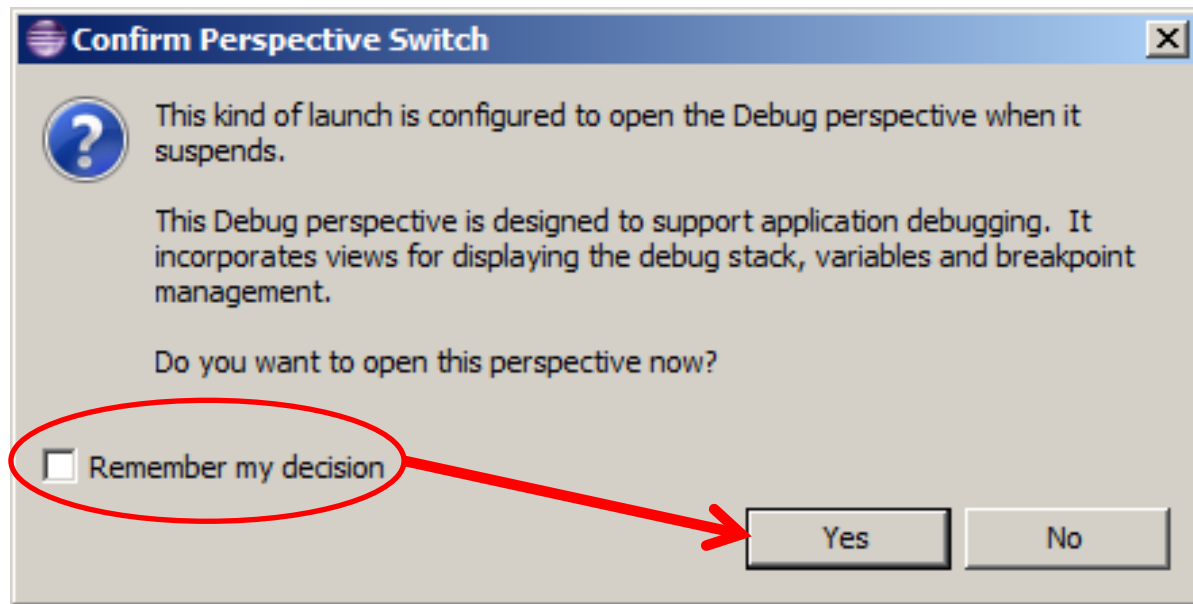 Confirm Perspective Switch
This kind of launch is configured to open the Debug perspective when it
suspends.
This Debug perspective is designed to support application debugging.  It
incorporates views for displaying the debug stack, variables and breakpoint
management.
Do you want to open this perspective now?
Remember my decision
Yes
No